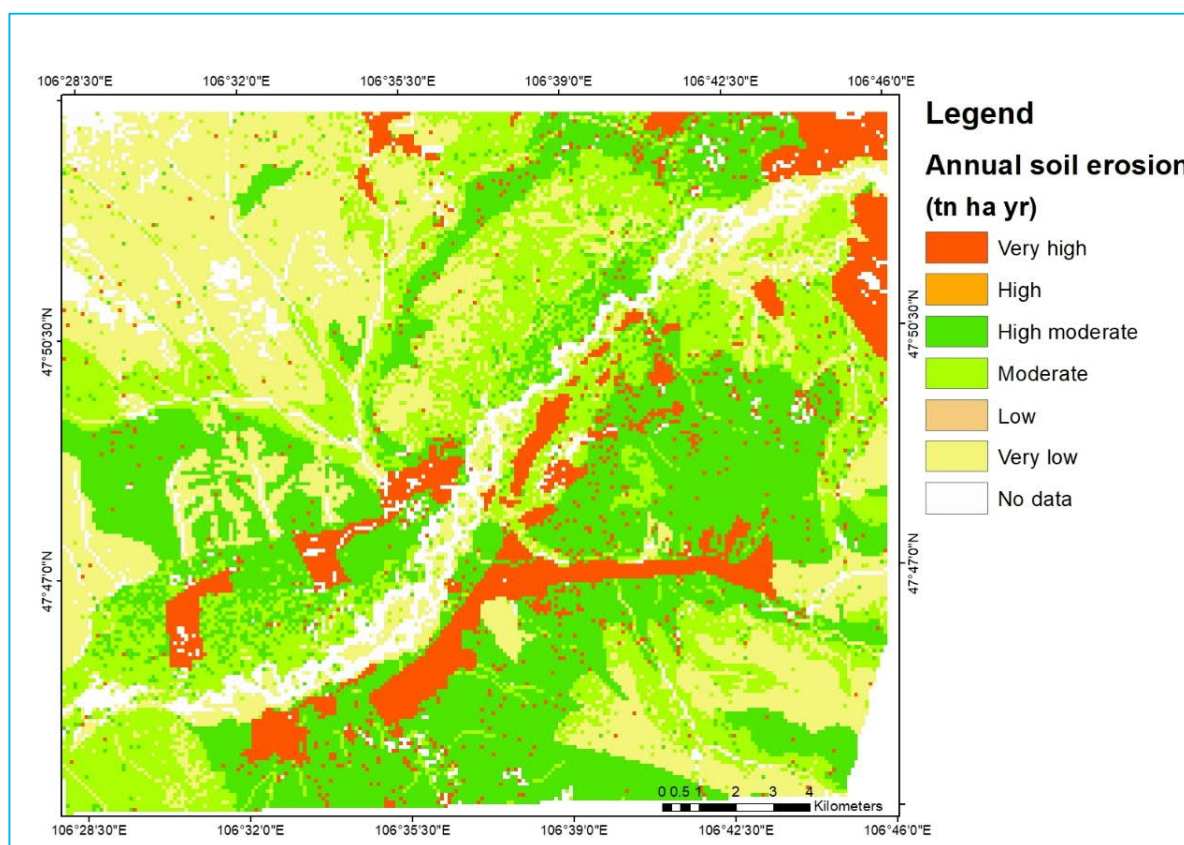 106°28'30"E 106°32'0"E 106°35'30"E 106°39'0"E 106°42'30"E 106°46'0"E
47°50'30"N
47°47'0"N
47°50'30"N
47°47'0"N
0 0.5 1 2 3 4
Kilometers
106°28'30"E 106°32'0"E 106°35'30"E 106°39'0"E 106°42'30"E 106°46'0"E
Legend
Annual soil erosion
(tn ha yr)
Very high
High
High moderate
Moderate
Low
Very low
No data